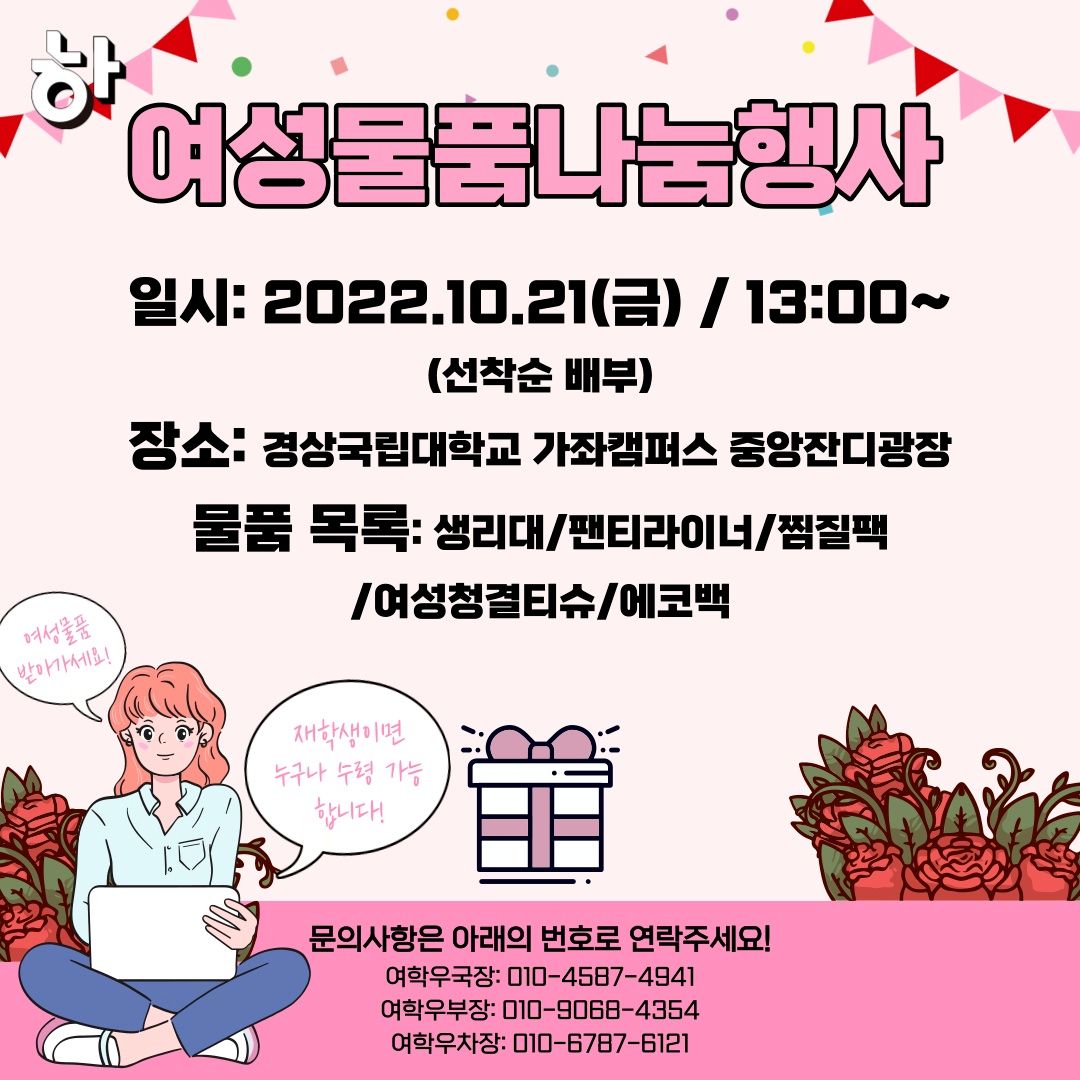 하
여성물품나눔행사
일시: 2022.10.21(금) / 13:00~
(선착순 배부)
장소: 경상국립대학교 가좌캠퍼스 중앙잔디광장
물품 목록: 생리대/팬티라이너/찜질팩
/여성청결티슈/에코백
여성물품
받아가세요!
재학생이면
누구나 수령 가능
합니다!
문의사항은 아래의 번호로 연락주세요!
여학우국장: 010-4587-4941
여학우부장: 010-9068-4354
여학우차장: 010-6787-6121